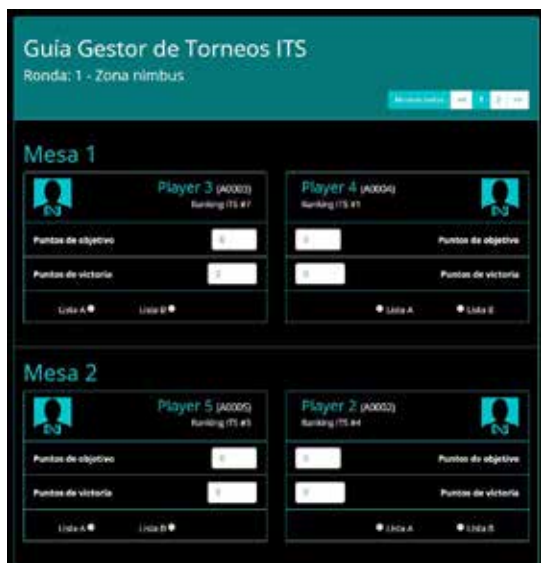 Guía Gestor de Torneos ITS
Ronda: 1 - Zona nimbus
1 2
Mesa 1
Player 3 (A0003)
Ranking ITS #7
Player 4 (A0004)
Ranking ITS #1
Puntos de objetivo
Puntos de objetivo
Puntos de victoria
Puntos de victoria
Lista A Lista B
Lista A Lista B
Mesa 2
Player 5 (A0005)
Ranking ITS #3
Player 2 (A0002)
Ranking ITS #4
Puntos de objetivo
Puntos de objetivo
Puntos de victoria
Puntos de victoria
Lista A Lista B
Lista A Lista B